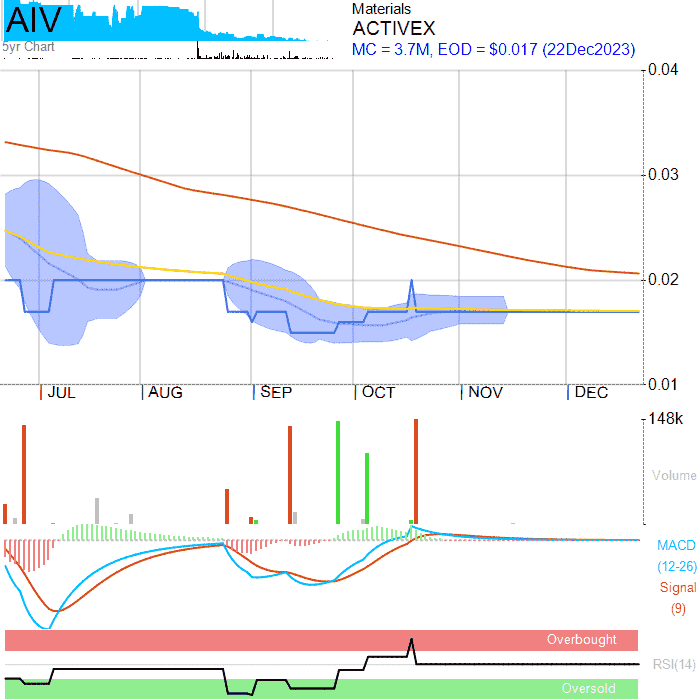 AIV
5yr Chart
Materials
ACTIVEX
MC = 3.7M, EOD = $0.017 (22Dec2023)
0.04
0.03
0.02
0.01
JUL AUG SEP OCT NOV DEC
148k
Volume
MACD
(12-26)
Signal
(9)
Overbought
RSI(14)
Oversold